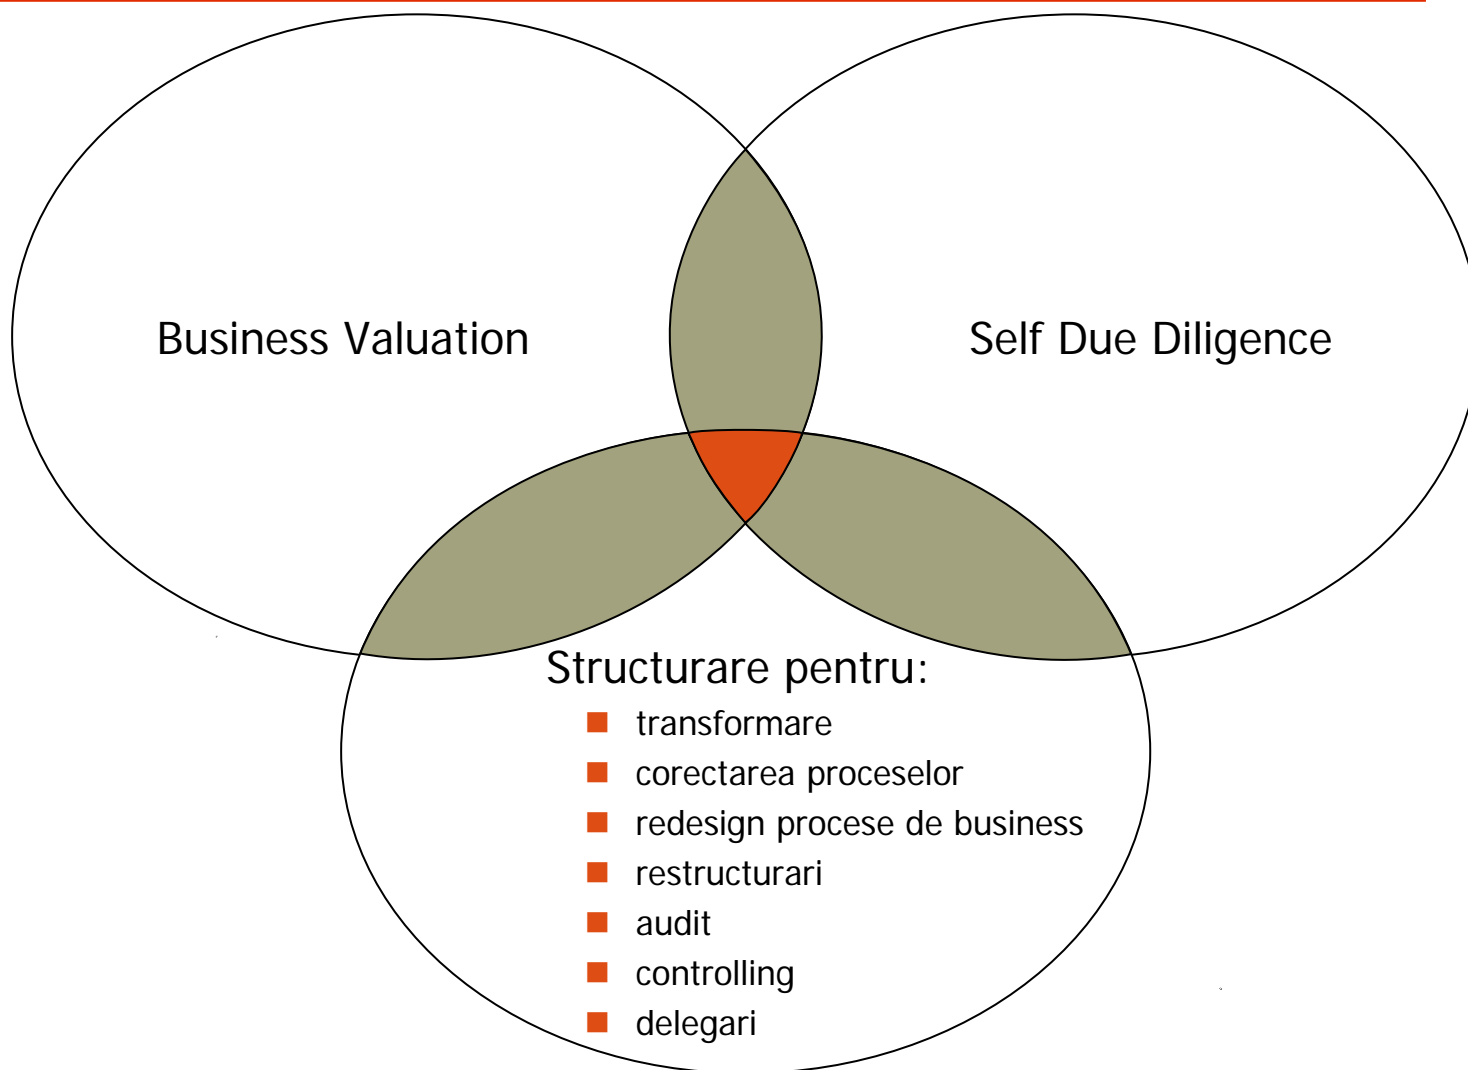 Business Valuation
Self Due Diligence
Structurare pentru:
transformare
corectarea proceselor
redesign procese de business
restructurari
audit
controlling
delegari